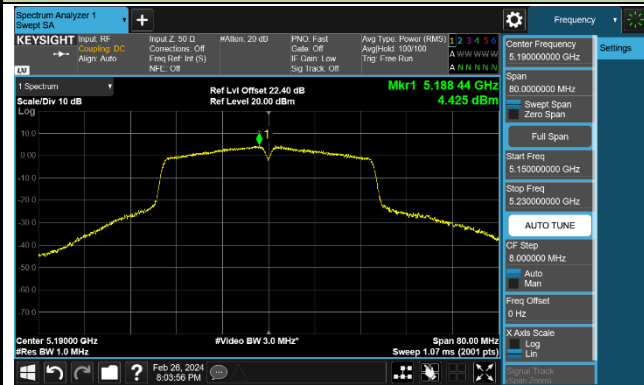 Spectrum Analyzer 1
Swept SA
Frequency
KEYSIGHT
Input: RF
Coupling: DC
Align: Auto
Input Z: 50 Ω
Corrections: Off
Freq Ref: Int (S)
NFE: Off
#Atten: 20 dB
PNO: Fast
Gate: Off
IF Gain: Low
Sig Track: Off
Avg Type: Power (RMS)
Avg|Hold: 100/100
Trig: Free Run
1 2 3 4 5 6
A W W W W W
A N N N N N
LXI
1 Spectrum
Scale/Div 10 dB
Log
Ref Lvl Offset 22.40 dB
Ref Level 20.00 dBm
Mkr1 5.188 44 GHz
4.425 dBm
1
10.0
0.00
-10.0
-20.0
-30.0
-40.0
-50.0
-60.0
-70.0
Center 5.19000 GHz
#Res BW 1.0 MHz
#Video BW 3.0 MHz*
Span 80.00 MHz
Sweep 1.07 ms (2001 pts)
Feb 26, 2024
8:03:56 PM
Settings
Center Frequency
5.190000000 GHz
Span
80.0000000 MHz
Swept Span
Zero Span
Full Span
Start Freq
5.150000000 GHz
Stop Freq
5.230000000 GHz
AUTO TUNE
CF Step
8.000000 MHz
Auto
Man
Freq Offset
0 Hz
X Axis Scale
Log
Lin
Signal Track
(Span Zoom)